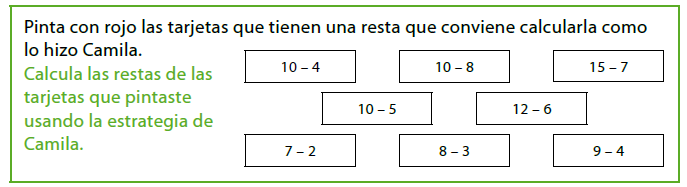 Pinta con rojo las tarjetas que tienen una resta que conviene calcularla como
lo hizo Camila.
Calcula las restas de las
tarjetas que pintaste
usando la estrategia de
Camila.
10 – 4
10 – 8
15 – 7
10 – 5
12 – 6
7 – 2
8 – 3
9 – 4